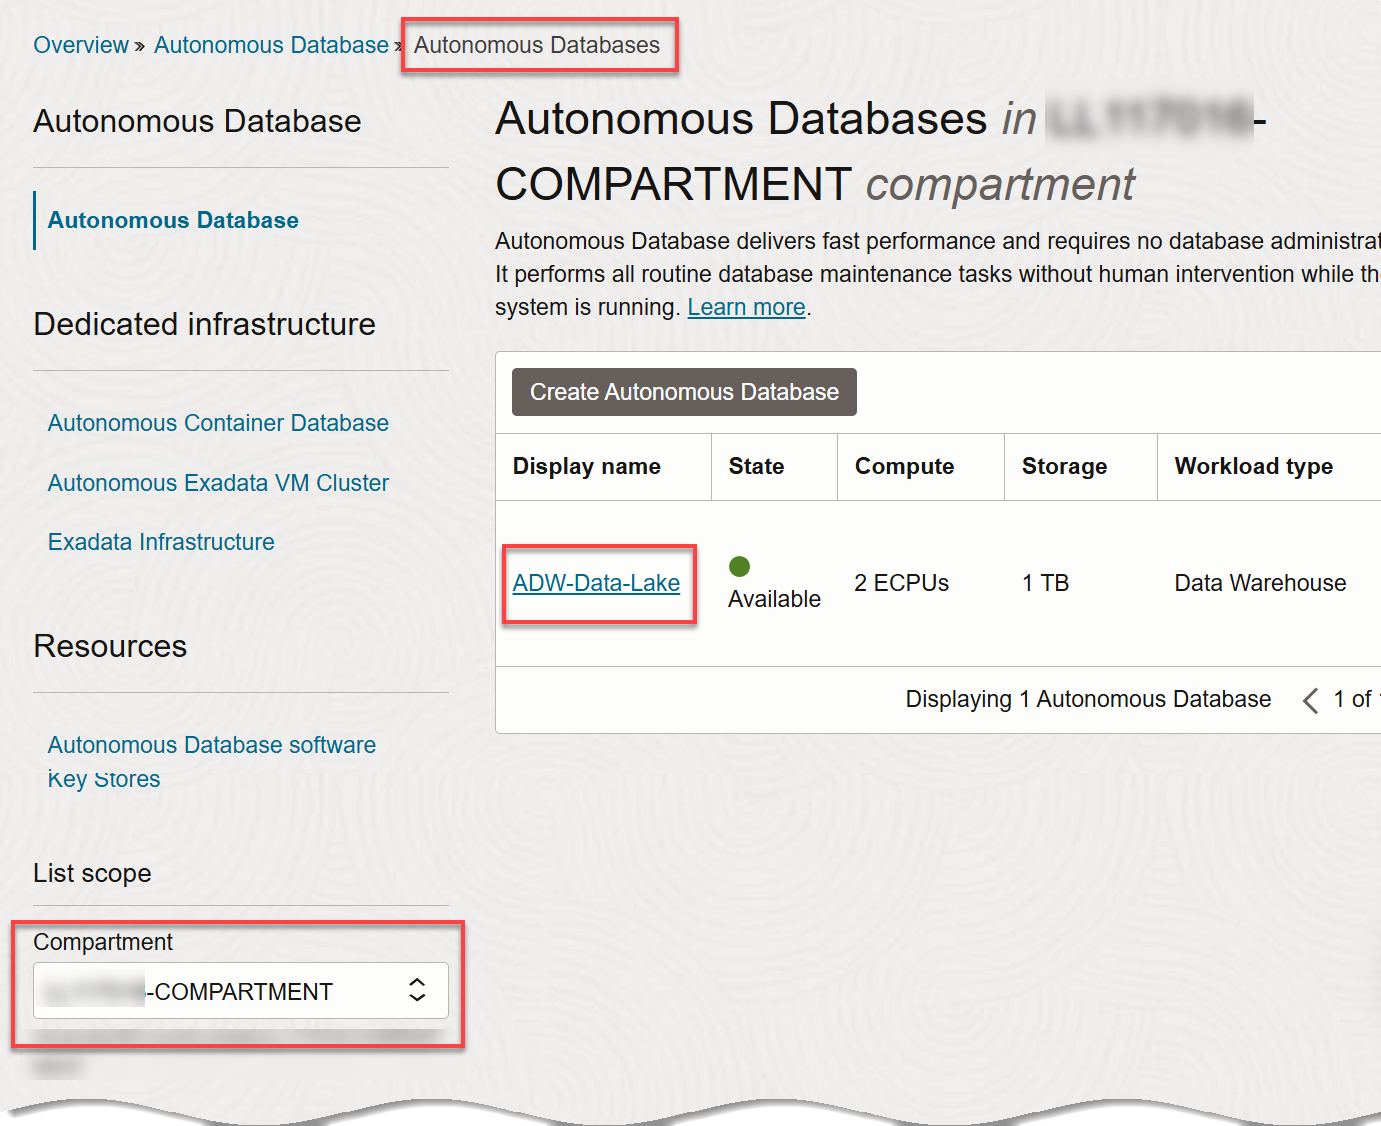 Overview » Autonomous Database » Autonomous Databases
Autonomous Database
Autonomous Database
Dedicated infrastructure
Autonomous Container Database
Autonomous Exadata VM Cluster
Exadata Infrastructure
Resources
Autonomous Database software
Key Stores
List scope
Compartment
-COMPARTMENT
Autonomous Databases in -
COMPARTMENT compartment
Autonomous Database delivers fast performance and requires no database
It performs all routine database maintenance tasks without human intervention while
system is running. Learn more.
Create Autonomous Database
Display name State Compute Storage Workload type
ADW-Data-Lake Available 2 ECPUs 1 TB Data Warehouse
Displaying 1 Autonomous Database < 1 of